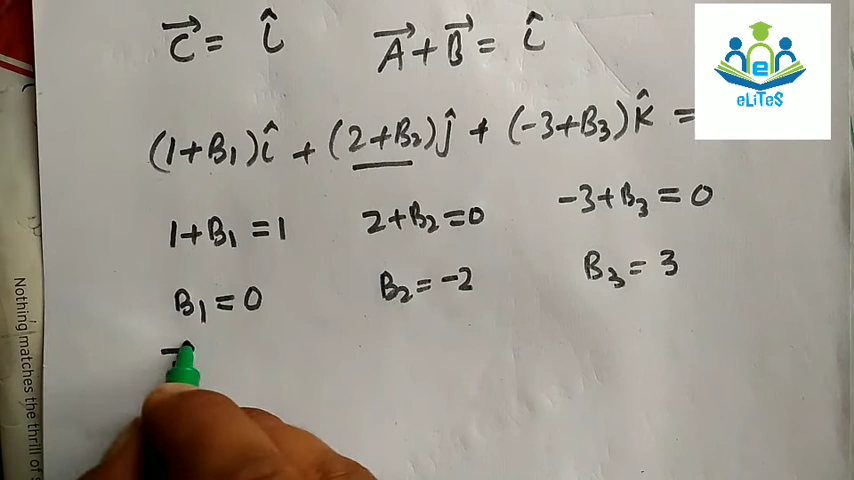 C⃗ = î    A⃗ + B⃗ = î
(1+B₁)î + (2+B₂)ĵ + (-3+B₃)k̂ =
1+B₁ = 1    2+B₂ = 0    -3+B₃ = 0
B₁ = 0    B₂ = -2    B₃ = 3
e
eLiTeS
Nothing matches the thrill of